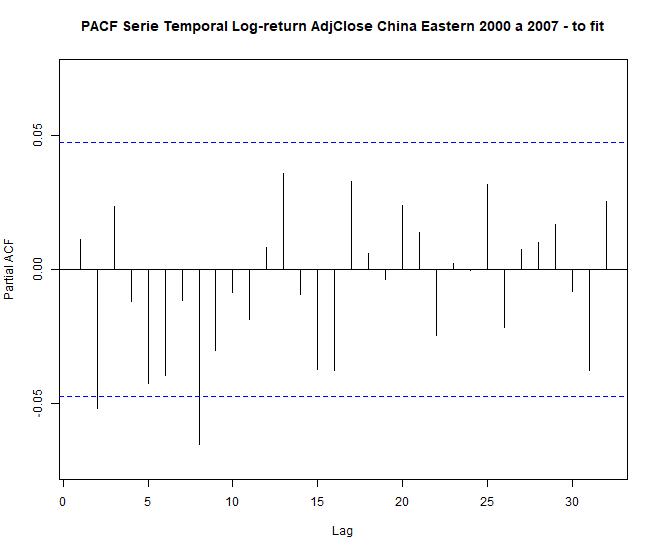 PACF Serie Temporal Log-return AdjClose China Eastern 2000 a 2007 - to fit
Partial ACF
0.05
0.00
-0.05
0 5 10 15 20 25 30
Lag